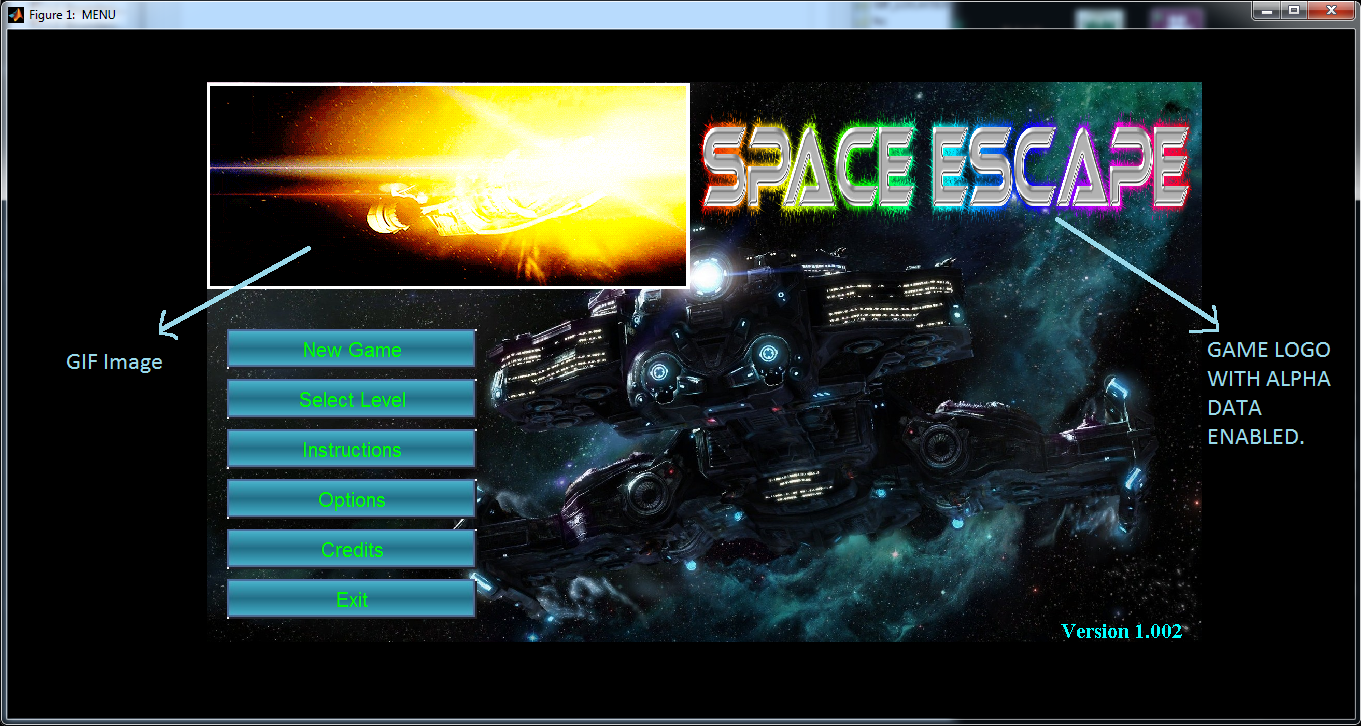 Figure 1: MENU
SPACE ESCAPE
GIF Image
GAME LOGO
WITH ALPHA
DATA
ENABLED.
New Game
Select Level
Instructions
Options
Credits
Exit
Version 1.002